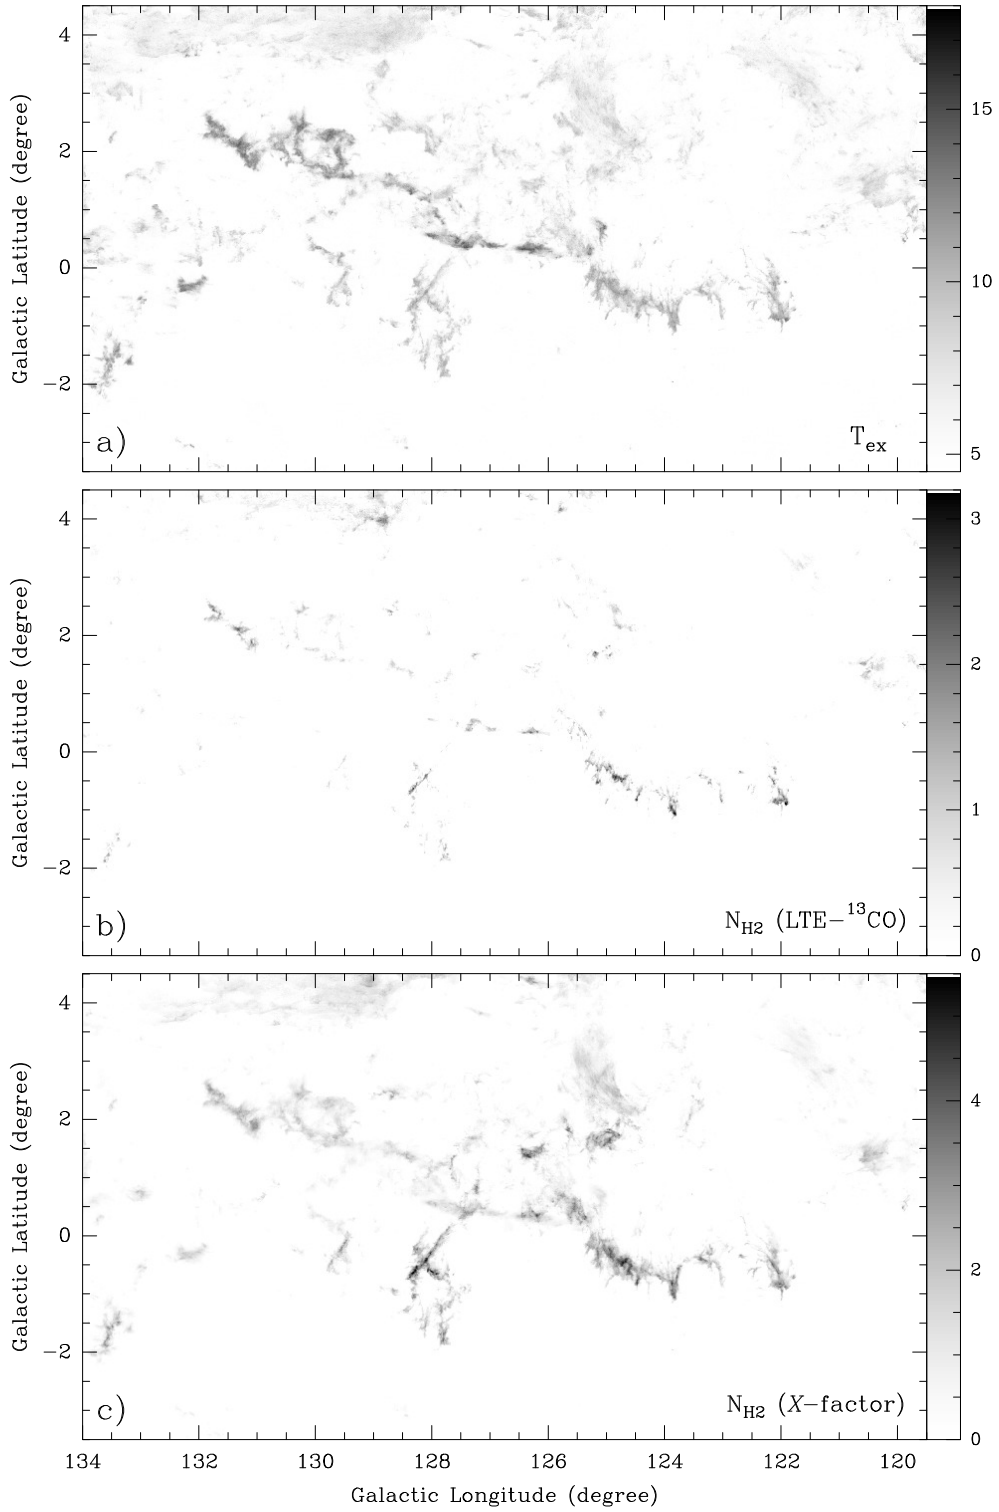 4
2
0
−2
Galactic Latitude (degree)
a)
T_ex
15
10
5
4
2
0
−2
Galactic Latitude (degree)
b)
N_H2 (LTE−¹³CO)
3
2
1
0
4
2
0
−2
Galactic Latitude (degree)
c)
N_H2 (X−factor)
4
2
0
134 132 130 128 126 124 122 120
Galactic Longitude (degree)